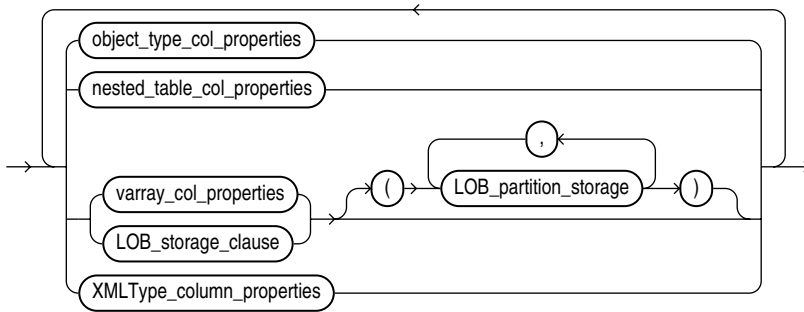 object_type_col_properties
nested_table_col_properties
,
varray_col_properties
( LOB_partition_storage )
LOB_storage_clause
XMLType_column_properties